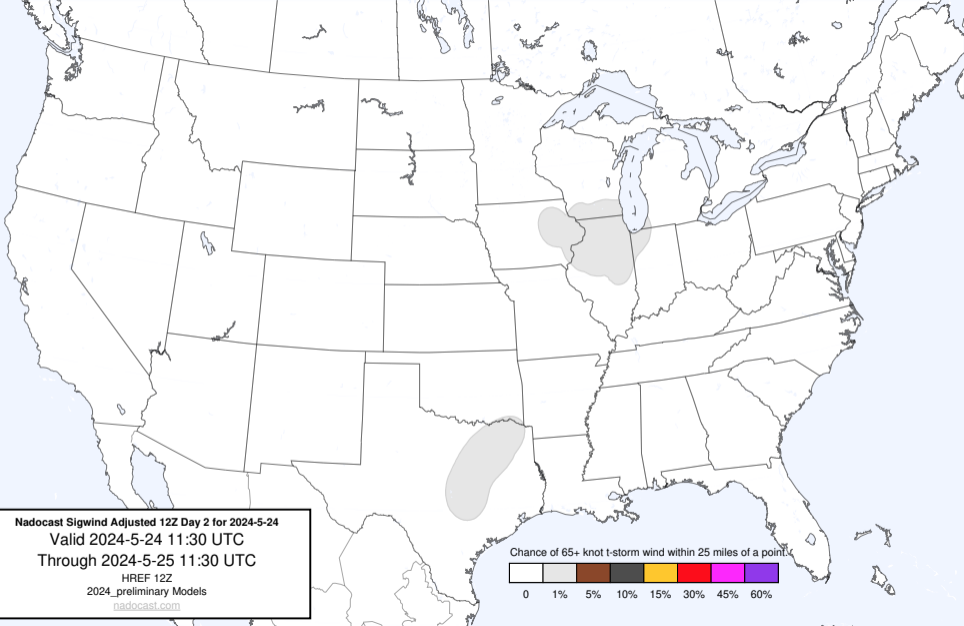 Nadocast Sigwind Adjusted 12Z Day 2 for 2024-5-24
Valid 2024-5-24 11:30 UTC
Through 2024-5-25 11:30 UTC
HREF 12Z
2024_preliminary Models
nadocast.com
Chance of 65+ knot t-storm wind within 25 miles of a point.
0 1% 5% 10% 15% 30% 45% 60%